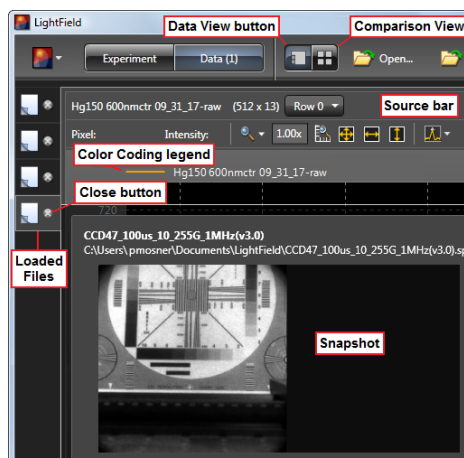 LightField
Data View button
Comparison View
Experiment
Data (1)
Open...
Hg150 600nmctr 09_31_17-raw (512 x 13) Row 0
Source bar
Pixel: Intensity: 1.00x
Color Coding legend
Hg150 600nmctr 09_31_17-raw
Close button
720
CCD47_100us_10_255G_1MHz(v3.0)
C:\Users\pmosner\Documents\LightField\CCD47_100us_10_255G_1MHz(v3.0).sp
Loaded
Files
Snapshot